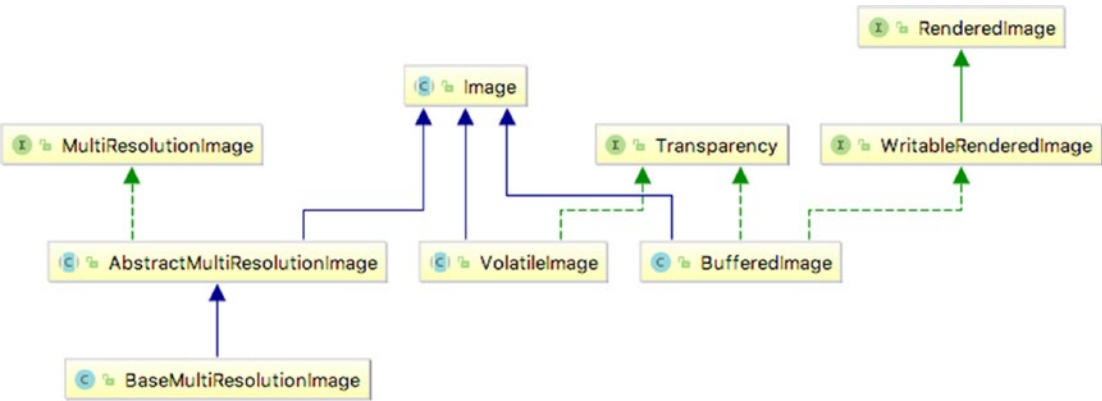 I RenderedImage
C Image
I MultiResolutionImage
I Transparency
I WritableRenderedImage
C AbstractMultiResolutionImage
C VolatileImage
C BufferedImage
C BaseMultiResolutionImage